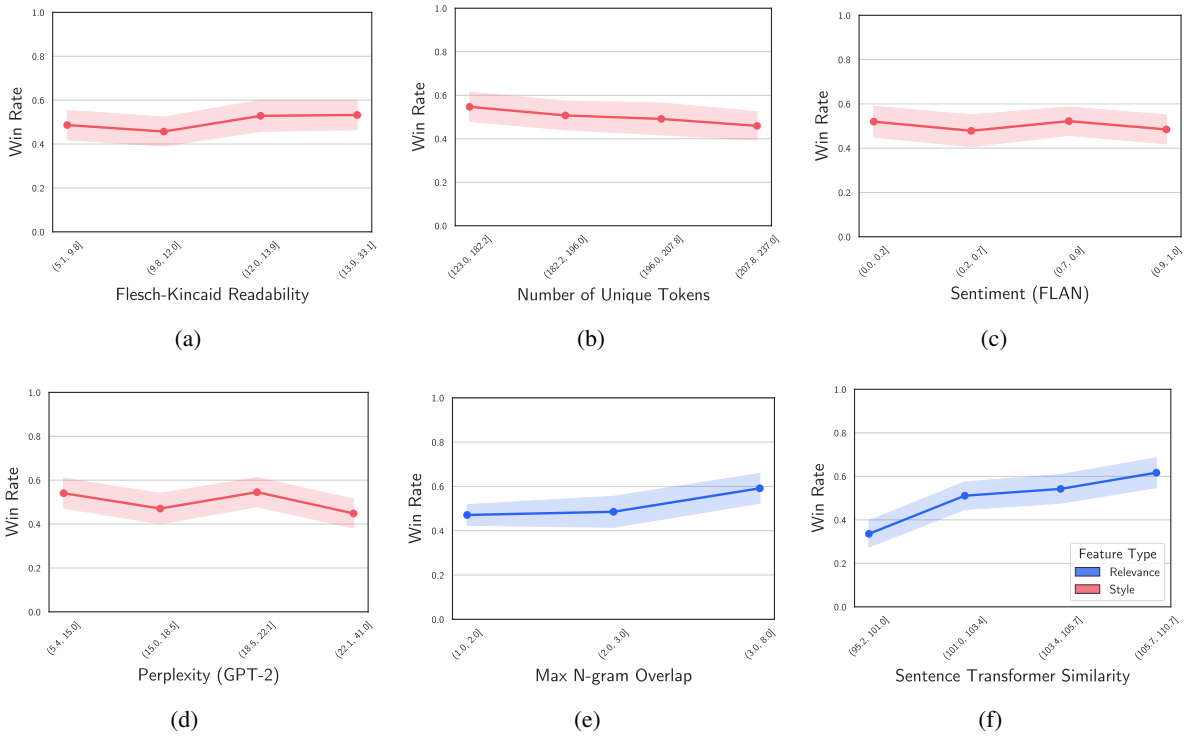 1.0
0.8
0.6
0.4
0.2
0.0
Win Rate
(5.1, 9.8]
(9.8, 12.0]
(12.0, 13.9]
(13.9, 33.1]
Flesch-Kincaid Readability
(a)
1.0
0.8
0.6
0.4
0.2
0.0
Win Rate
(123.0, 182.2]
(182.2, 196.0]
(196.0, 207.8]
(207.8, 237.0]
Number of Unique Tokens
(b)
1.0
0.8
0.6
0.4
0.2
0.0
Win Rate
(0.0, 0.2]
(0.2, 0.7]
(0.7, 0.9]
(0.9, 1.0]
Sentiment (FLAN)
(c)
1.0
0.8
0.6
0.4
0.2
0.0
Win Rate
(5.4, 15.0]
(15.0, 18.5]
(18.5, 22.1]
(22.1, 41.0]
Perplexity (GPT-2)
(d)
1.0
0.8
0.6
0.4
0.2
0.0
Win Rate
(1.0, 2.0]
(2.0, 3.0]
(3.0, 8.0]
Max N-gram Overlap
(e)
1.0
0.8
0.6
0.4
0.2
0.0
Win Rate
Feature Type
Relevance
Style
(95.2, 101.0]
(101.0, 103.4]
(103.4, 105.7]
(105.7, 110.7]
Sentence Transformer Similarity
(f)